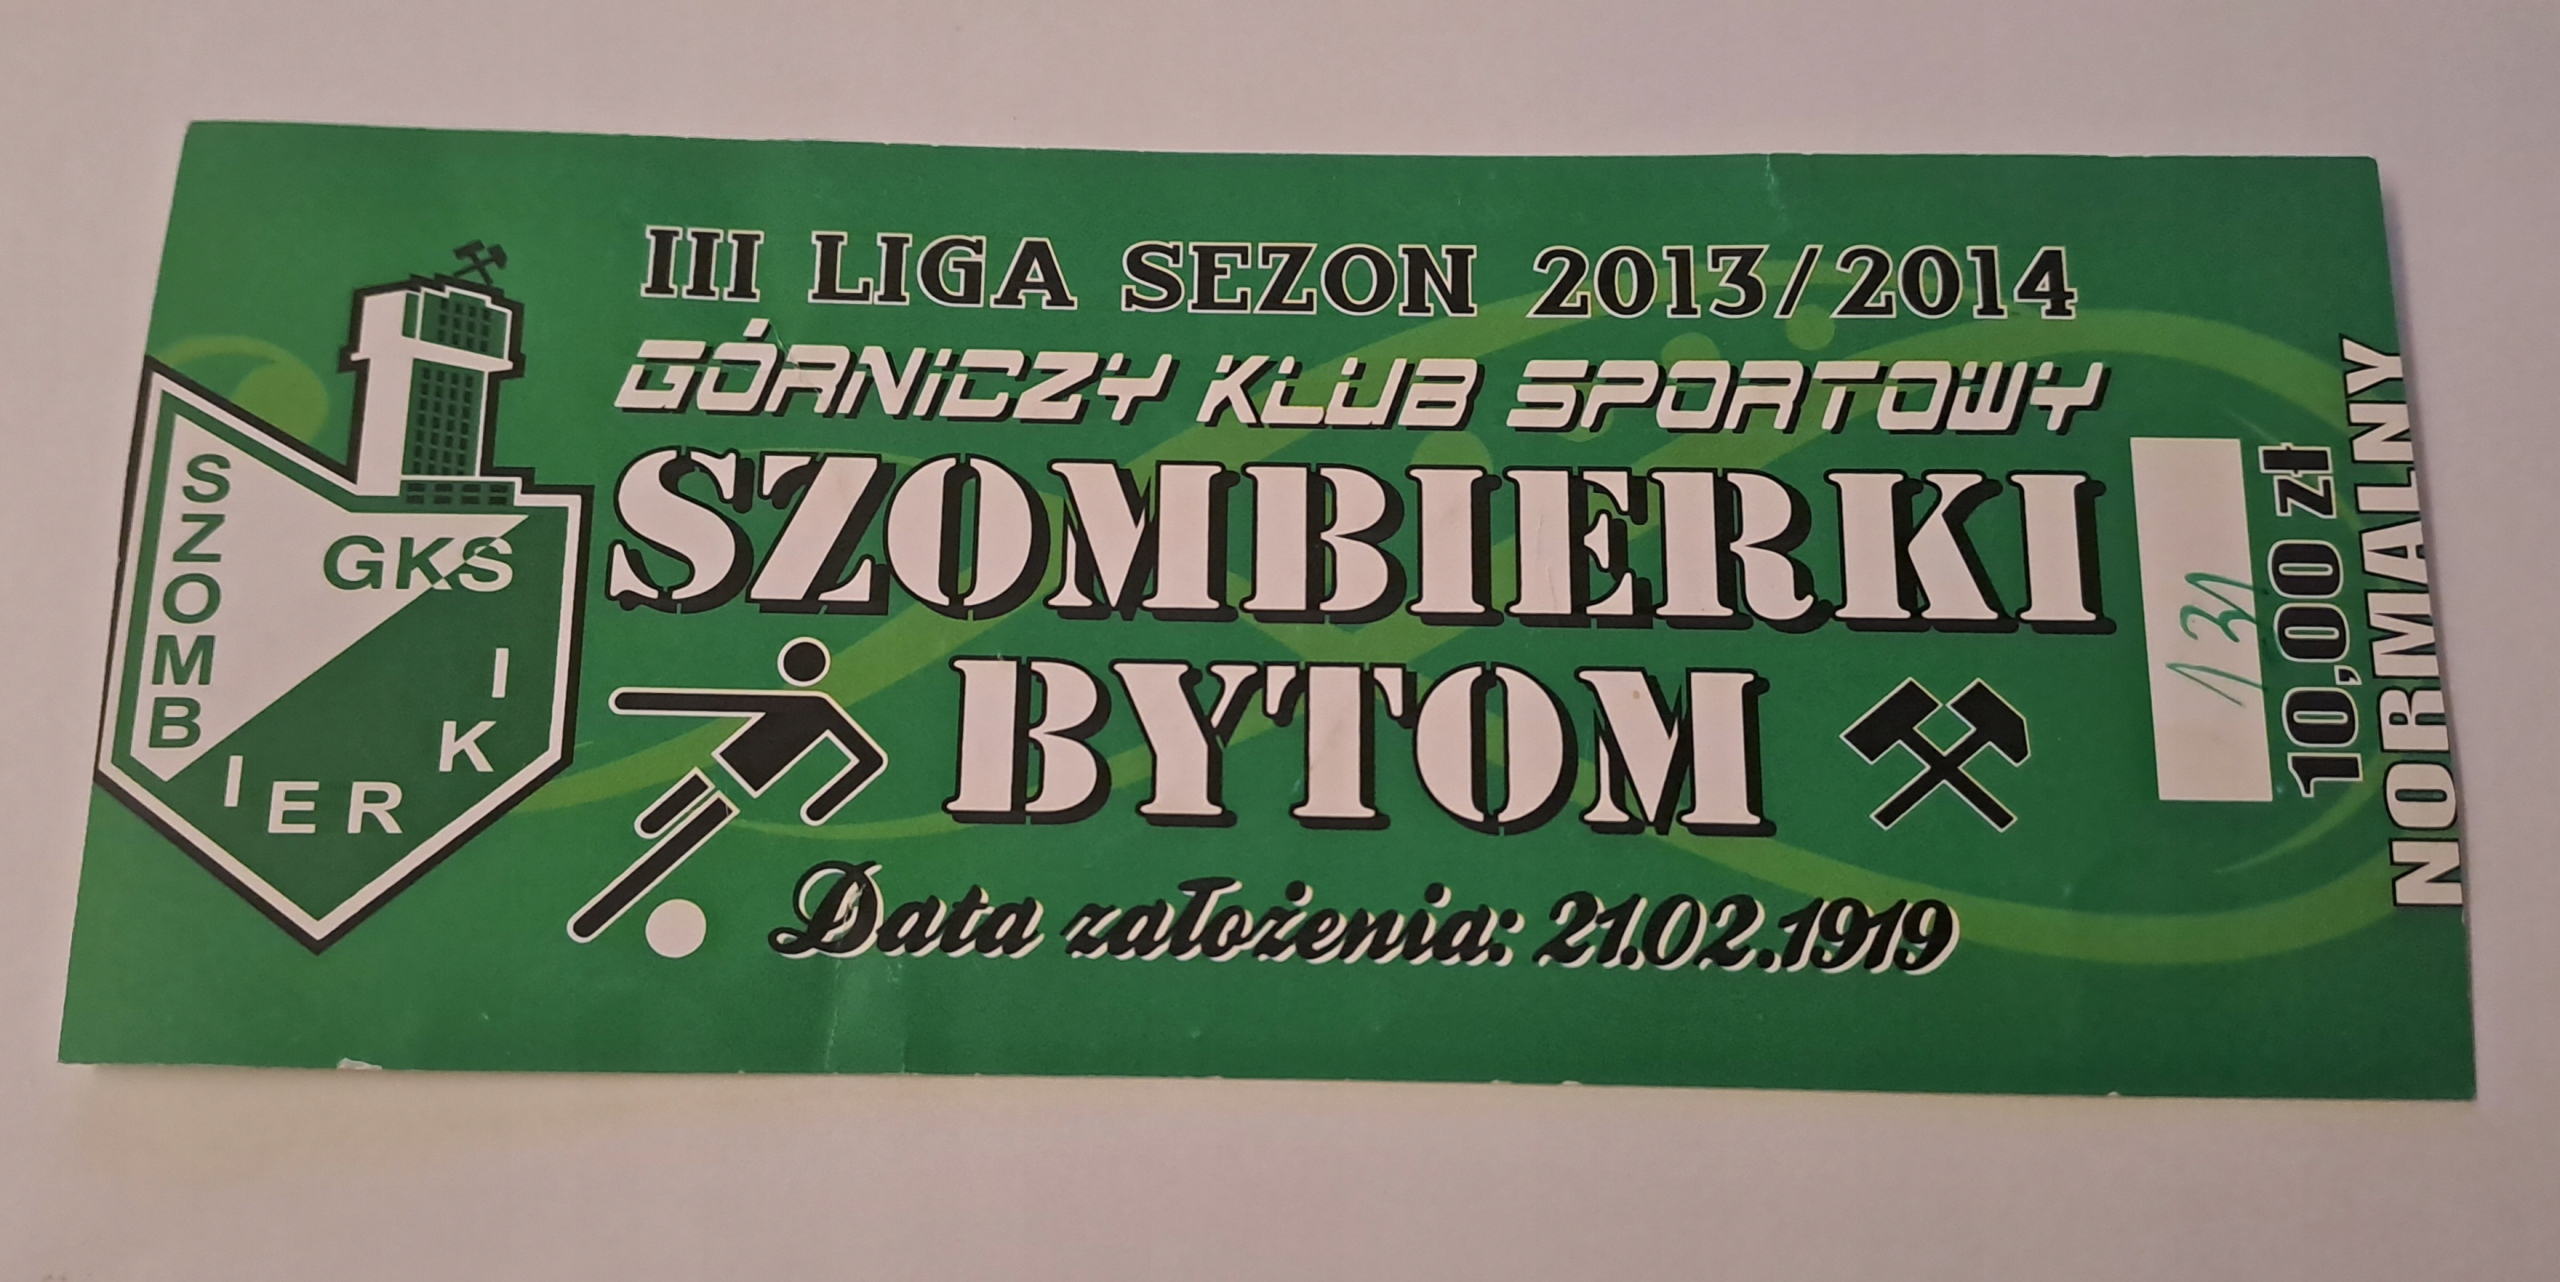 III LIGA SEZON 2013/2014
GÓRNICZY KLUB SPORTOWY
SZOMBIERKI
BYTOM
Data założenia: 21.02.1919
SZOMBIERKI
GKS
131
10,00 zł
NORMALNY